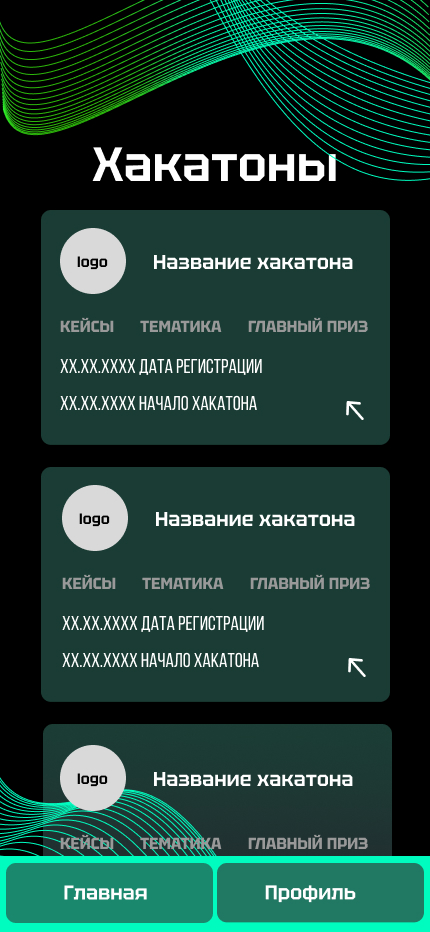 Хакатоны
logo
Название хакатона
КЕЙСЫ ТЕМАТИКА ГЛАВНЫЙ ПРИЗ
XX.XX.XXXX ДАТА РЕГИСТРАЦИИ
XX.XX.XXXX НАЧАЛО ХАКАТОНА
logo
Название хакатона
КЕЙСЫ ТЕМАТИКА ГЛАВНЫЙ ПРИЗ
XX.XX.XXXX ДАТА РЕГИСТРАЦИИ
XX.XX.XXXX НАЧАЛО ХАКАТОНА
logo
Название хакатона
КЕЙСЫ ТЕМАТИКА ГЛАВНЫЙ ПРИЗ
Главная Профиль